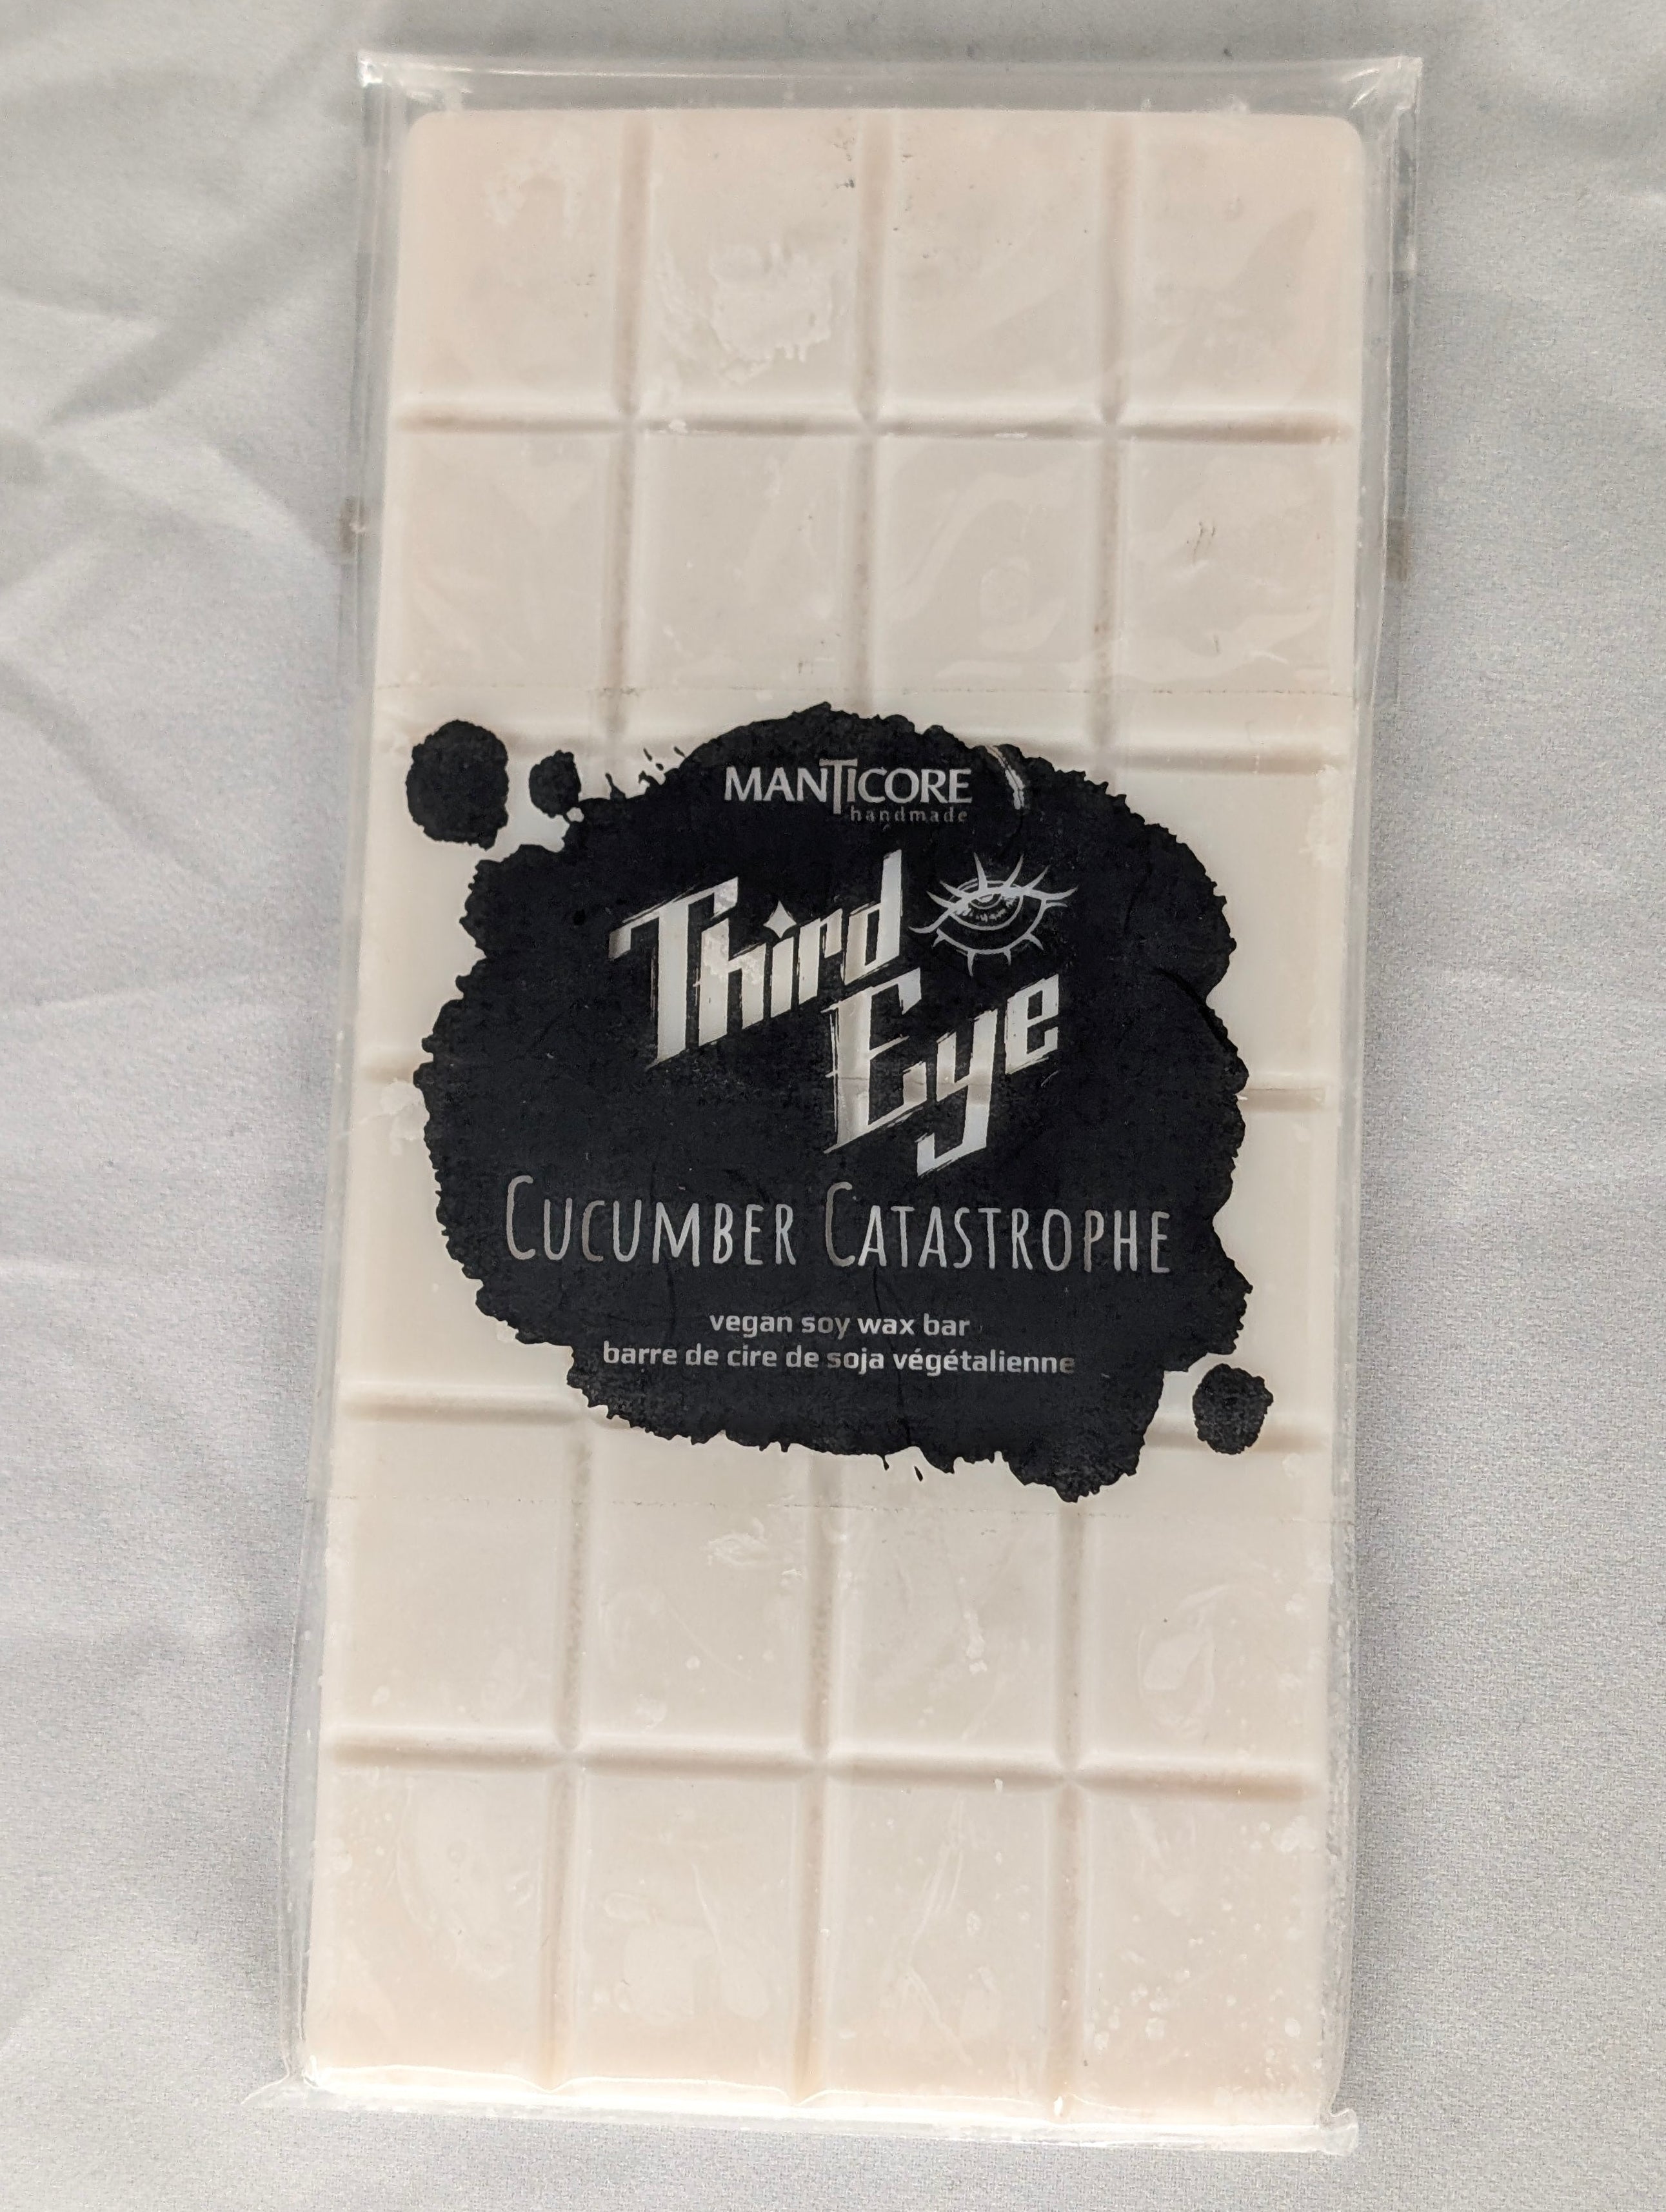 MANTICORE
handmade
Third
Eye
CUCUMBER CATASTROPHE
vegan soy wax bar
barre de cire de soja végétalienne